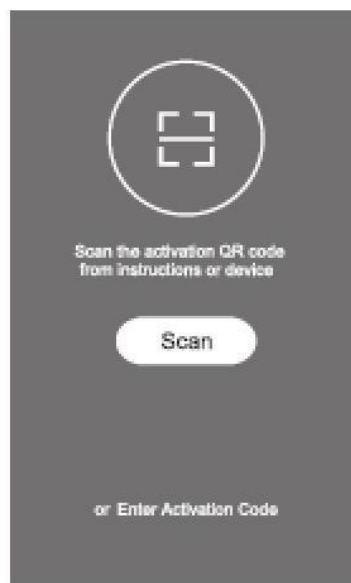 Scan the activation QR code
from instructions or device
Scan
or Enter Activation Code